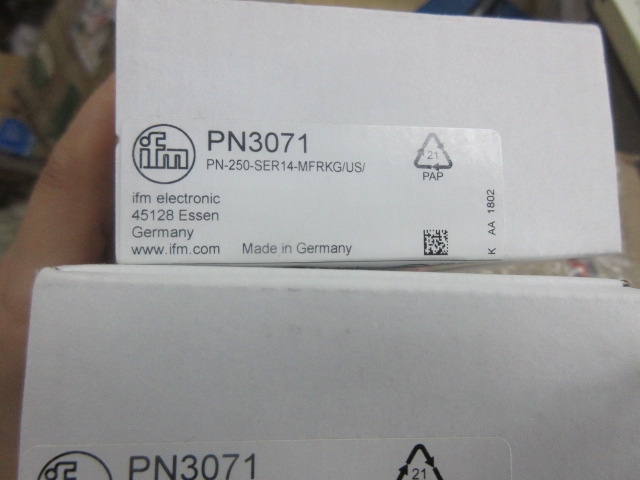 ifm
PN3071
PN-250-SER14-MFRKG/US/
21
PAP
ifm electronic
45128 Essen
Germany
www.ifm.com Made in Germany
K AA 1802
ifm
PN3071
21